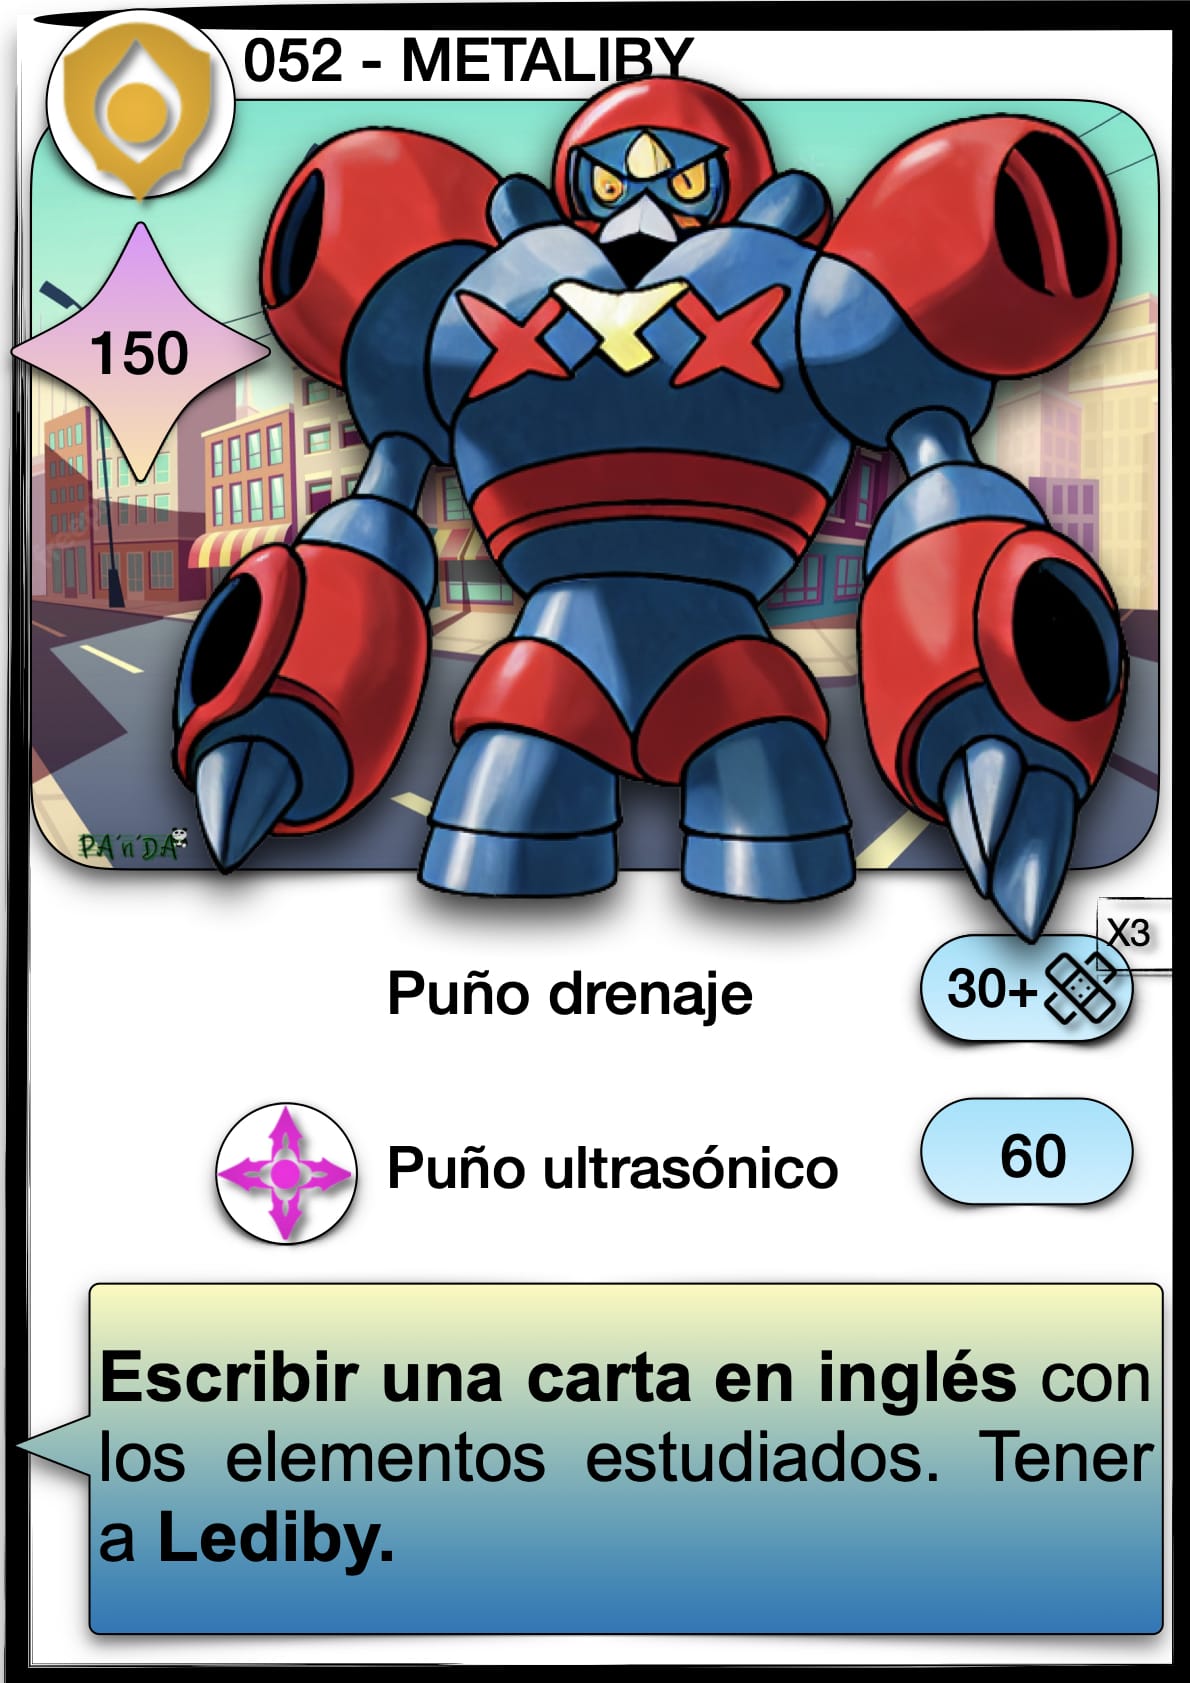 052 - METALIBY
150
PA'n'DA
X3
Puño drenaje 30+
Puño ultrasónico 60
Escribir una carta en inglés con
los elementos estudiados. Tener
a Lediby.